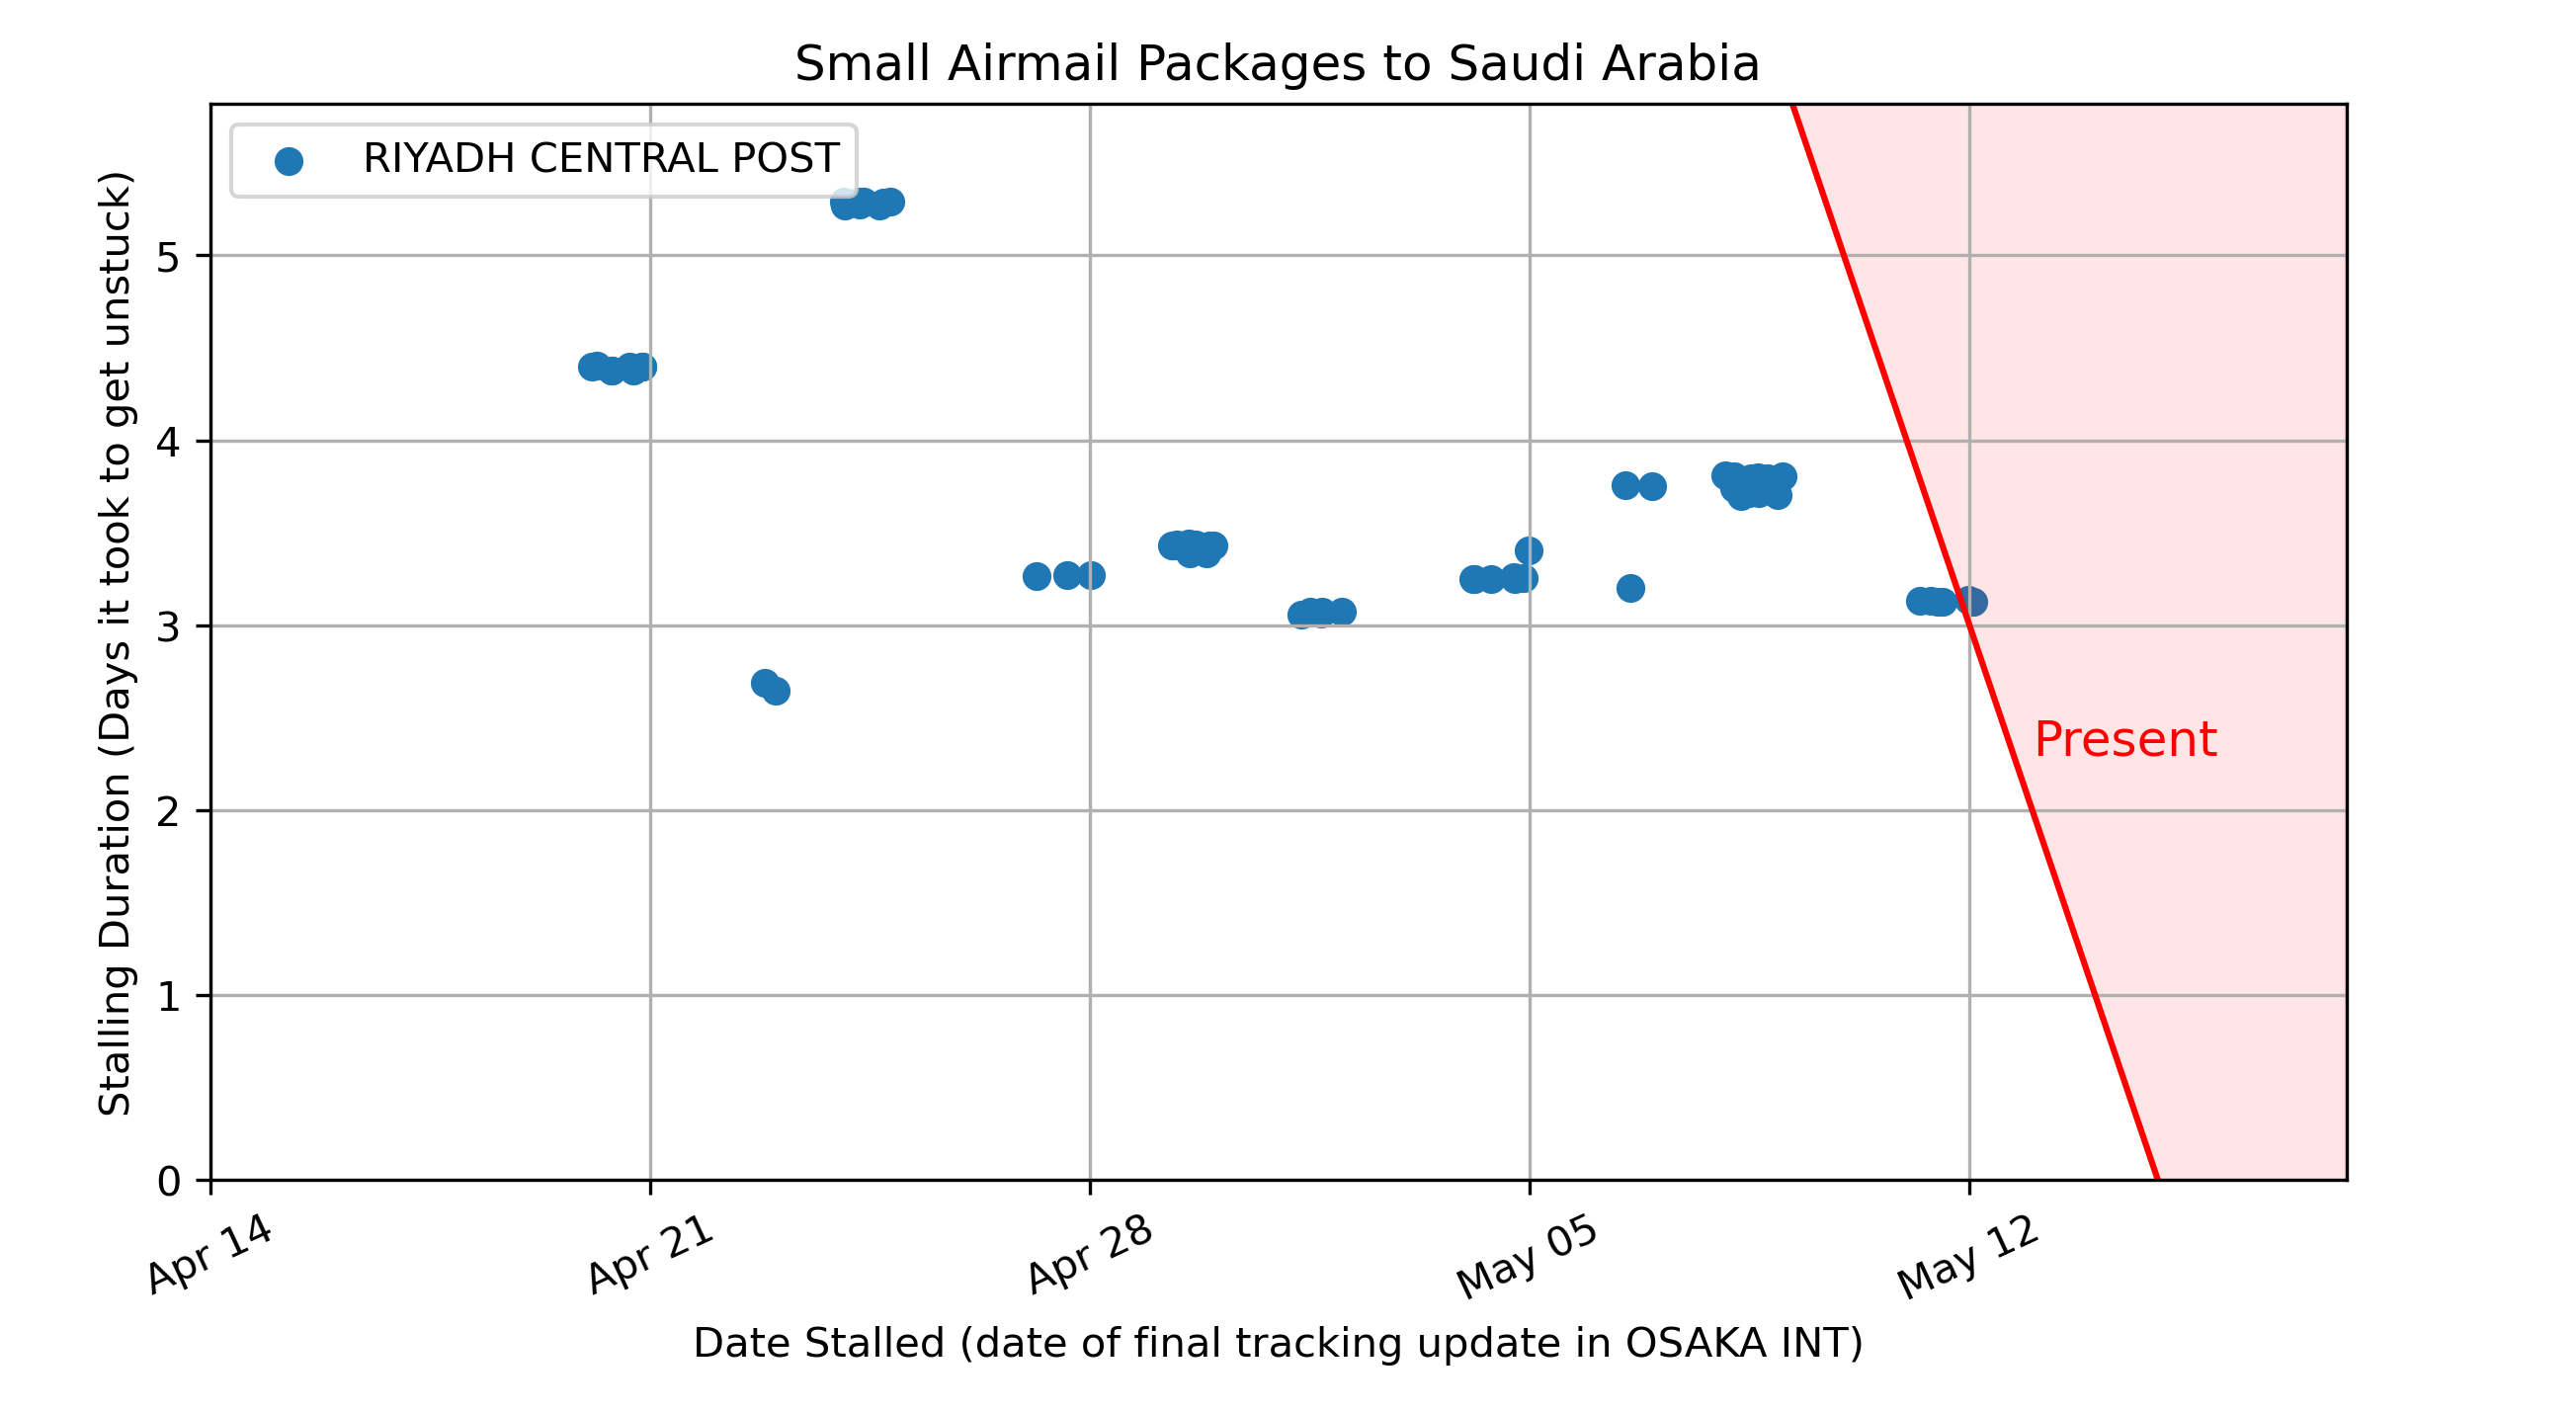 Small Airmail Packages to Saudi Arabia
RIYADH CENTRAL POST
Stalling Duration (Days it took to get unstuck)
5
4
3
2
1
0
Present
Apr 14
Apr 21
Apr 28
May 05
May 12
Date Stalled (date of final tracking update in OSAKA INT)